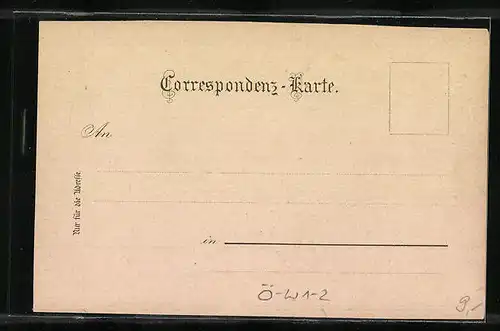 Correspondenz-Karte.
An
Nur für die Adresse.
in
Ö-W1-2
9,-